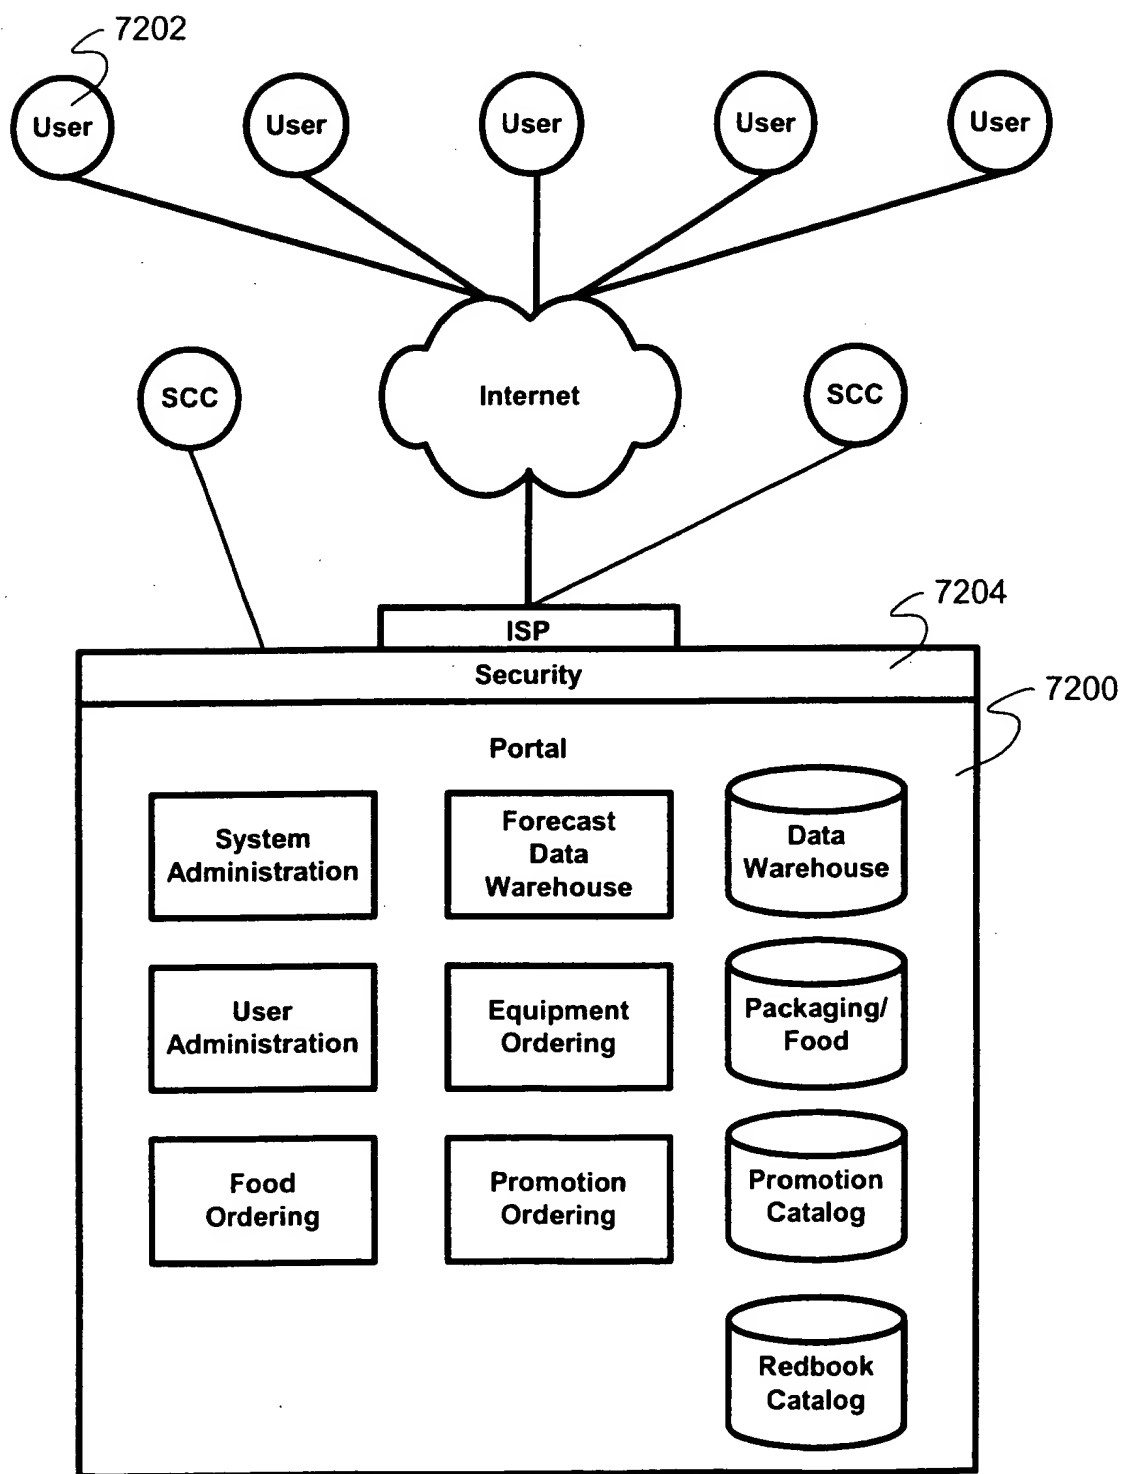 7202
User
User
User
User
User
SCC
Internet
SCC
7204
ISP
Security
7200
Portal
System
Administration
Forecast
Data
Warehouse
Data
Warehouse
User
Administration
Equipment
Ordering
Packaging/
Food
Food
Ordering
Promotion
Ordering
Promotion
Catalog
Redbook
Catalog